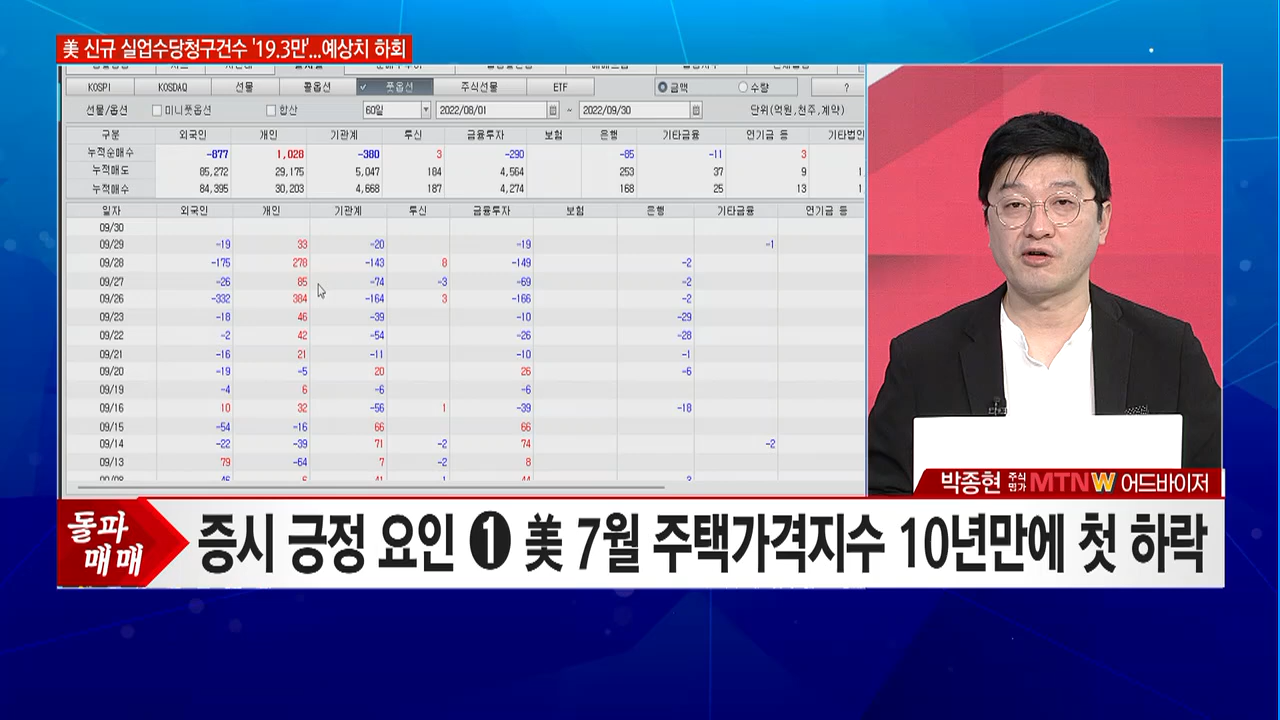 美 신규 실업수당청구건수 '19.3만'...예상치 하회
KOSPI KOSDAQ 선물 콜옵션 ✓ 풋옵션 주식선물 ETF 금액 수량 ?
선물/옵션 미니풋옵션 합산 60일 2022/08/01 ~ 2022/09/30 단위(억원,천주,계약)
구분 외국인 개인 기관계 투신 금융투자 보험 은행 기타금융 연기금 등 기타법인
누적순매수 -877 1,028 -380 3 -290 -85 -11 3
누적매도 85,272 29,175 5,047 184 4,564 253 37 9 1
누적매수 84,395 30,203 4,668 187 4,274 168 25 13 1
일자 외국인 개인 기관계 투신 금융투자 보험 은행 기타금융 연기금 등
09/30
09/29 -19 33 -20 -19 -1
09/28 -175 278 -143 8 -149 -2
09/27 -26 85 -74 -3 -69 -2
09/26 -332 384 -164 3 -166 -2
09/23 -18 46 -39 -10 -29
09/22 -2 42 -54 -26 -28
09/21 -16 21 -11 -10 -1
09/20 -19 -5 20 26 -6
09/19 -4 6 -6 -6
09/16 10 32 -56 1 -39 -18
09/15 -54 -16 66 66
09/14 -22 -39 71 -2 74 -2
09/13 79 -64 7 -2 8
박종현 주식명가 MTNW 어드바이저
돌파
매매
증시 긍정 요인 ❶ 美 7월 주택가격지수 10년만에 첫 하락